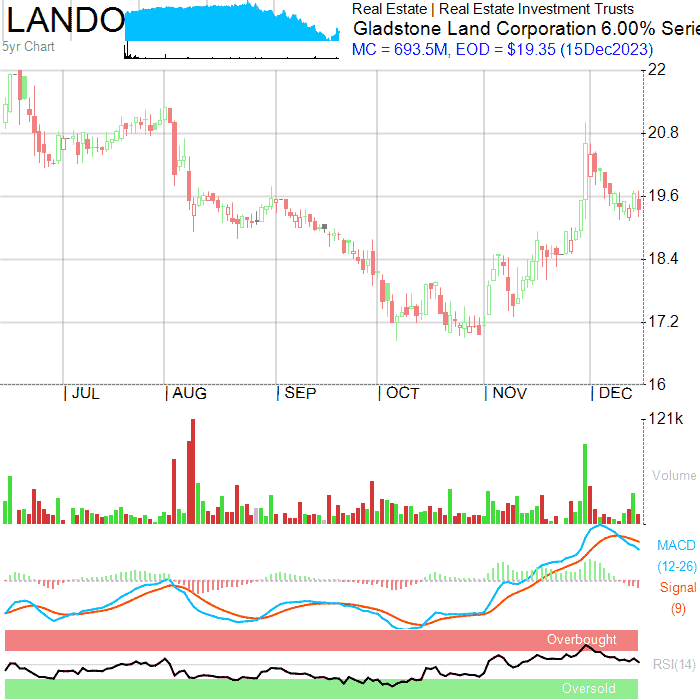 LANDO
Real Estate | Real Estate Investment Trusts
Gladstone Land Corporation 6.00% Serie
5yr Chart
MC = 693.5M, EOD = $19.35 (15Dec2023)
22
20.8
19.6
18.4
17.2
16
| JUL | AUG | SEP | OCT | NOV | DEC
121k
Volume
MACD
(12-26)
Signal
(9)
Overbought
RSI(14)
Oversold